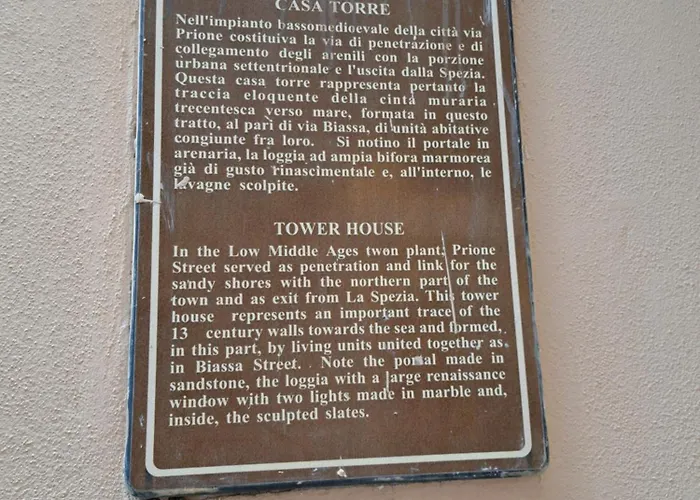 CASA TORRE
Nell'impianto bassomedioevale della città via
Prione costituiva la via di penetrazione e di
collegamento degli arenili con la porzione
urbana settentrionale e l'uscita dalla Spezia.
Questa casa torre rappresenta pertanto la
traccia eloquente della cinta muraria
trecentesca verso mare, formata in questo
tratto, al pari di via Biassa, di unità abitative
congiunte fra loro. Si notino il portale in
arenaria, la loggia ad ampia bifora marmorea
già di gusto rinascimentale e, all'interno, le
lavagne scolpite.
TOWER HOUSE
In the Low Middle Ages twon plant; Prione
Street served as penetration and link for the
sandy shores with the northern part of the
town and as exit from La Spezia. This tower
house represents an important trace of the
13 century walls towards the sea and formed,
in this part, by living units united together as
in Biassa Street. Note the portal made in
sandstone, the loggia with a large renaissance
window with two lights made in marble and,
inside, the sculpted slates.